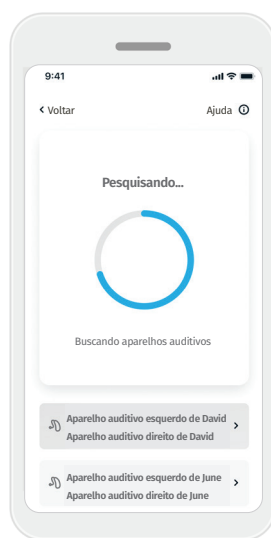 9:41
Voltar
Ajuda
Pesquisando...
Buscando aparelhos auditivos
Aparelho auditivo esquerdo de David
Aparelho auditivo direito de David
Aparelho auditivo esquerdo de June
Aparelho auditivo direito de June